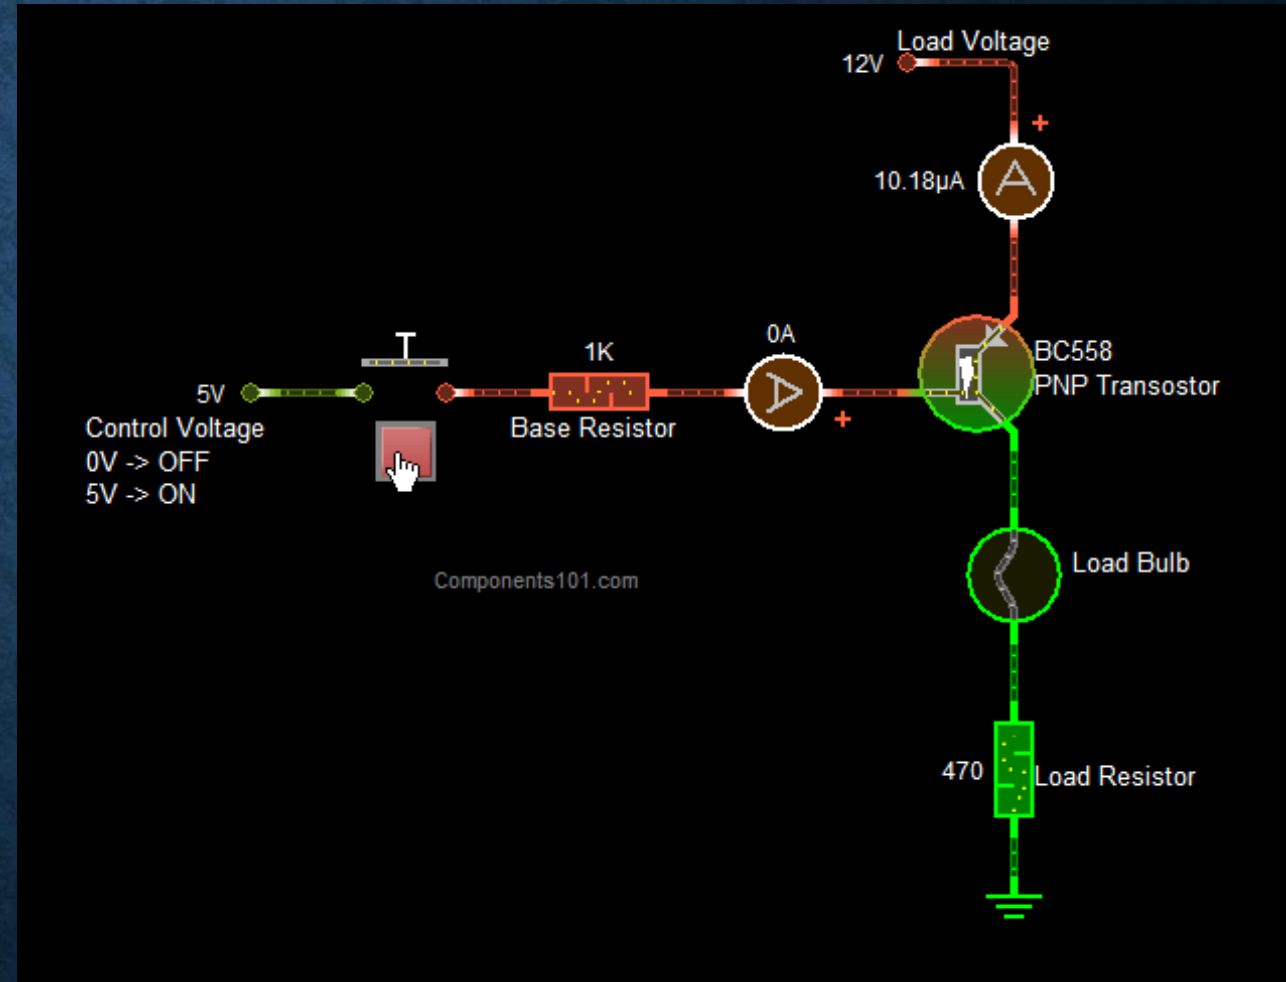 Load Voltage
12V
+
10.18μA
A
0A
1K
5V
A
+
BC558
PNP Transostor
Control Voltage
0V -> OFF
5V -> ON
Base Resistor
Load Bulb
Components101.com
470
Load Resistor